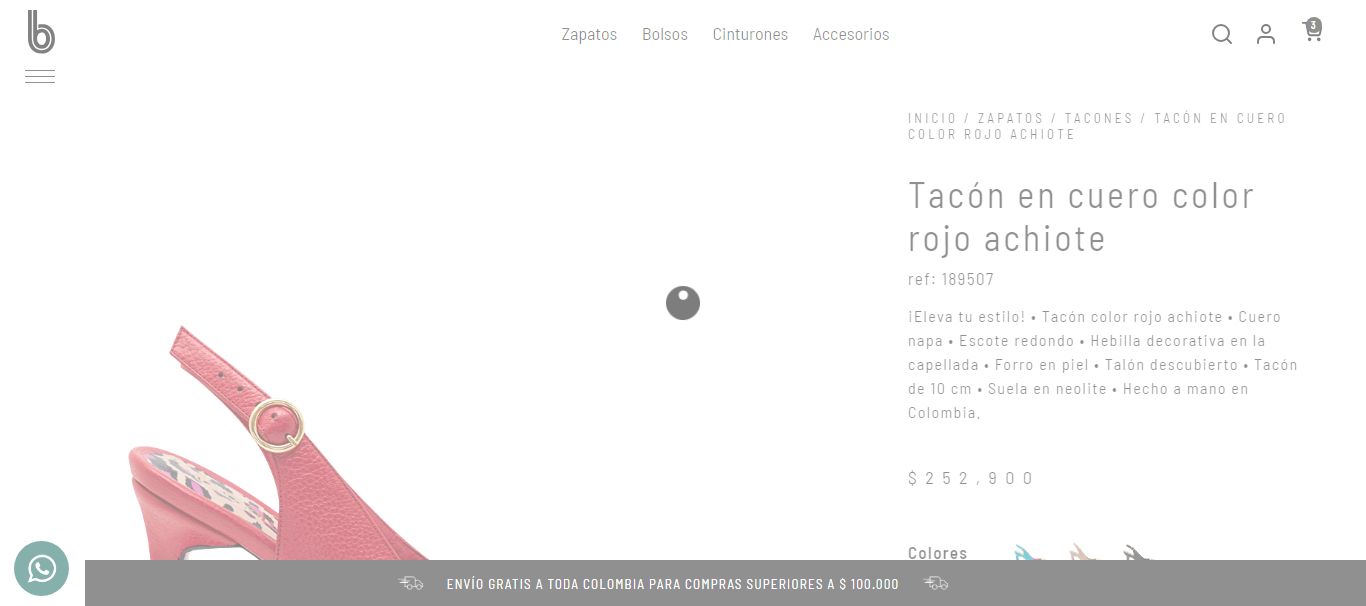 b
Zapatos Bolsos Cinturones Accesorios
3
INICIO / ZAPATOS / TACONES / TACÓN EN CUERO
COLOR ROJO ACHIOTE
Tacón en cuero color
rojo achiote
ref: 189507
¡Eleva tu estilo! • Tacón color rojo achiote • Cuero
napa • Escote redondo • Hebilla decorativa en la
capellada • Forro en piel • Talón descubierto • Tacón
de 10 cm • Suela en neolite • Hecho a mano en
Colombia.
$252,900
Colores
ENVÍO GRATIS A TODA COLOMBIA PARA COMPRAS SUPERIORES A $ 100.000